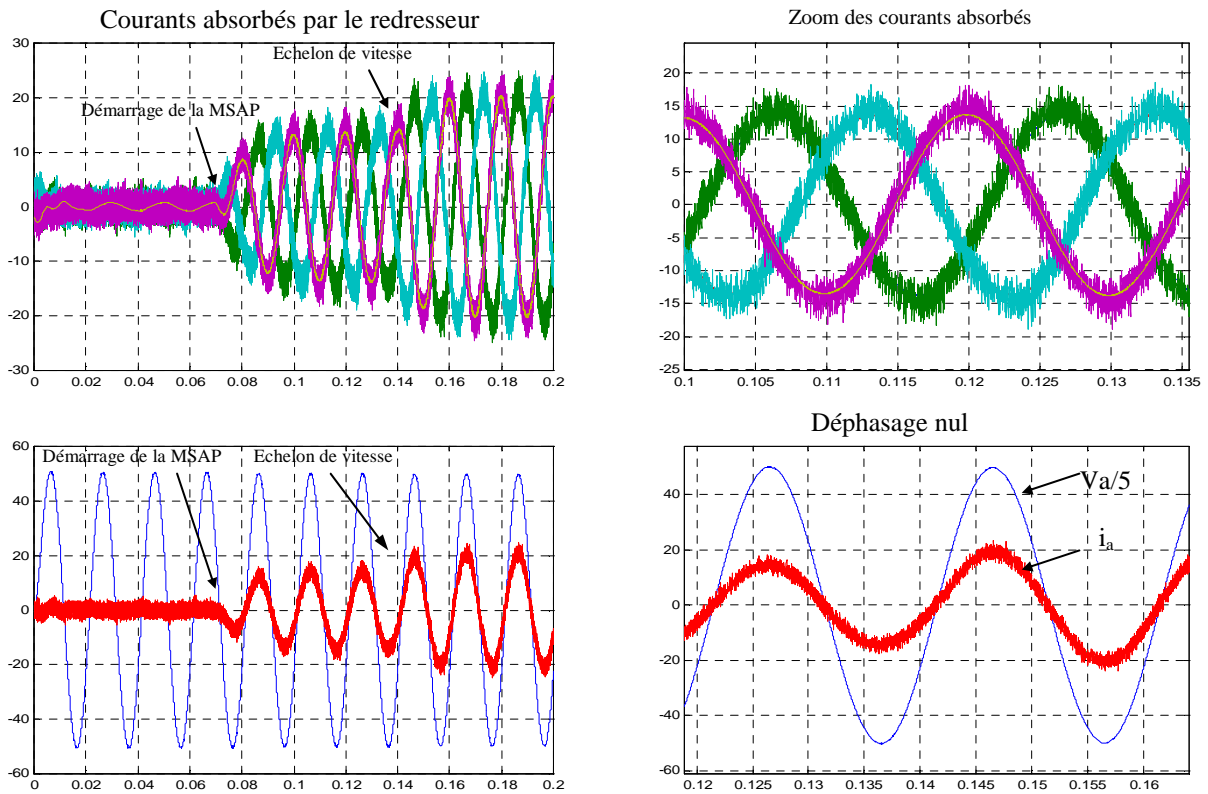 Courants absorbés par le redresseur
Echelon de vitesse
Démarrage de la MSAP
30
20
10
0
-10
-20
-30
0 0.02 0.04 0.06 0.08 0.1 0.12 0.14 0.16 0.18 0.2
Zoom des courants absorbés
20
15
10
5
0
-5
-10
-15
-20
-25
0.1 0.105 0.11 0.115 0.12 0.125 0.13 0.135
Démarrage de la MSAP
Echelon de vitesse
60
40
20
0
-20
-40
-60
0 0.02 0.04 0.06 0.08 0.1 0.12 0.14 0.16 0.18 0.2
Déphasage nul
Va/5
ia
40
20
0
-20
-40
-60
0.12 0.125 0.13 0.135 0.14 0.145 0.15 0.155 0.16